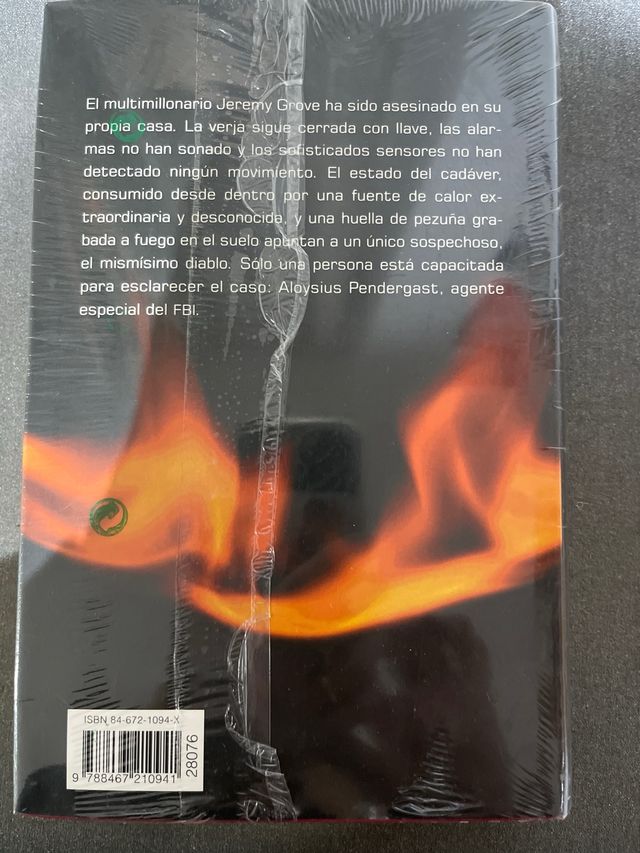 El multimillonario Jeremy Grove ha sido asesinado en su
propia casa. La verja sigue cerrada con llave, las alar-
mas no han sonado y los sofisticados sensores no han
detectado ningún movimiento. El estado del cadáver,
consumido desde dentro por una fuente de calor ex-
traordinaria y desconocida, y una huella de pezuña gra-
bada a fuego en el suelo apuntan a un único sospechoso,
el mismísimo diablo. Sólo una persona está capacitada
para esclarecer el caso: Aloysius Pendergast, agente
especial del FBI.
ISBN 84-672-1094-X
9 788467 210941
28076